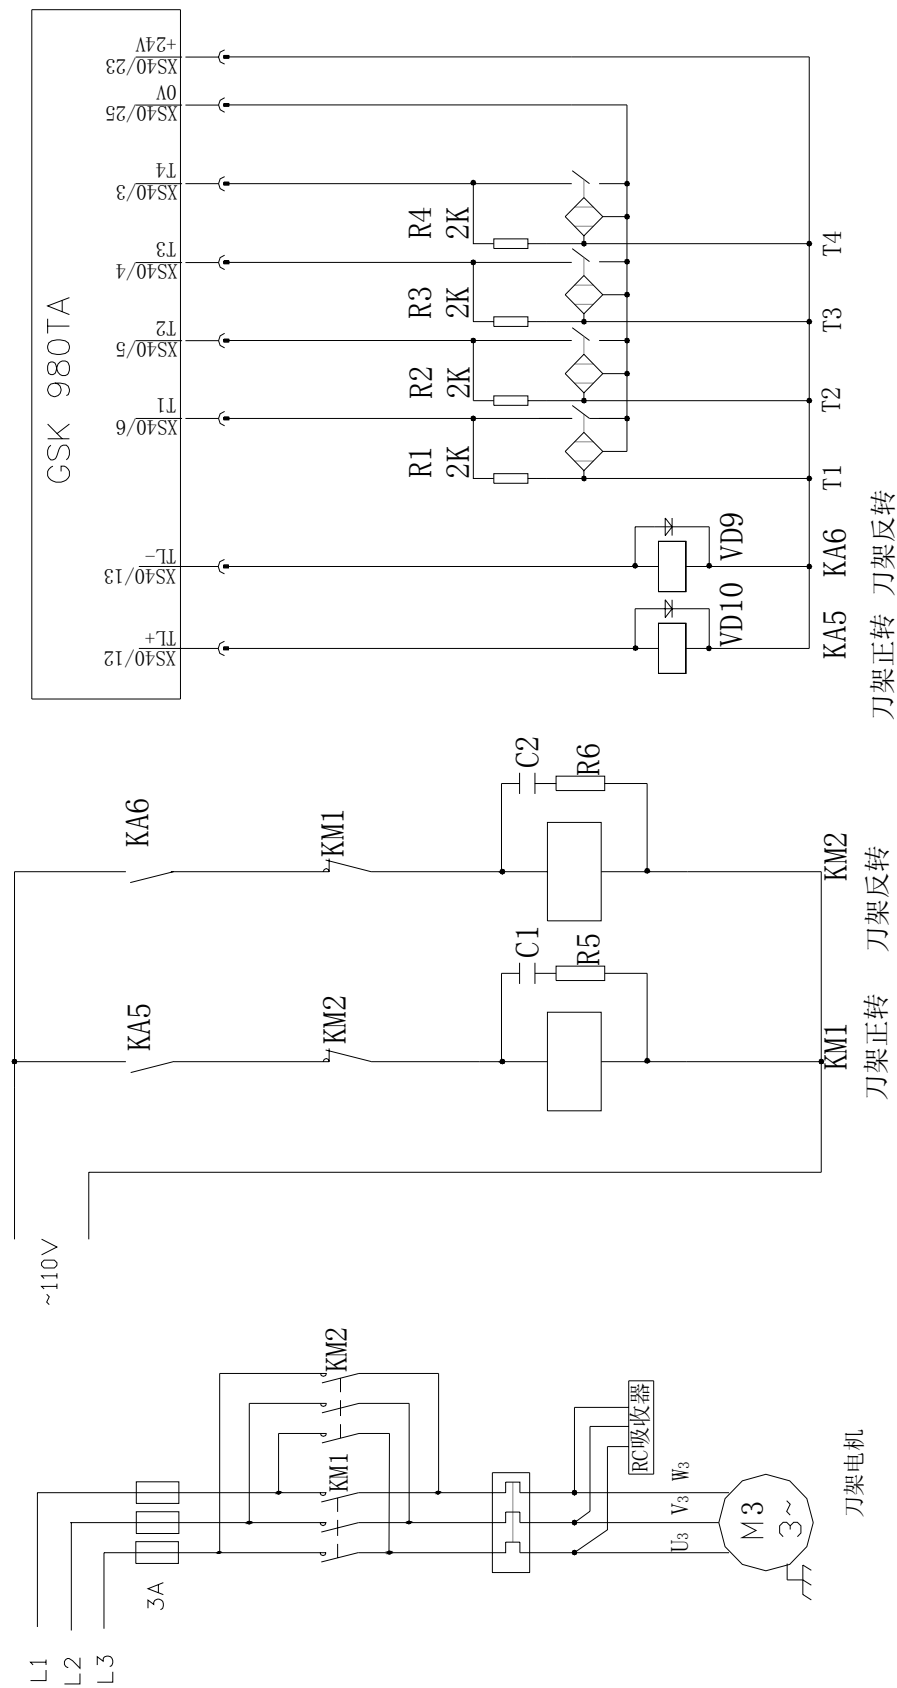 GSK 980TA
+24V
XS40/23
0V
XS40/25
T4
XS40/3
T3
XS40/4
T2
XS40/5
T1
XS40/6
TL-
XS40/13
TL+
XS40/12
R4
2K
R3
2K
R2
2K
R1
2K
T4
T3
T2
T1
VD9
KA6
刀架反转
VD10
KA5
刀架正转
~110V
KA6
KM1
C2
R6
KM2
刀架反转
KA5
KM2
C1
R5
KM1
刀架正转
L1
L2
L3
3A
KM2
KM1
RC吸收器
U3
V3
W3
M3
3~
刀架电机